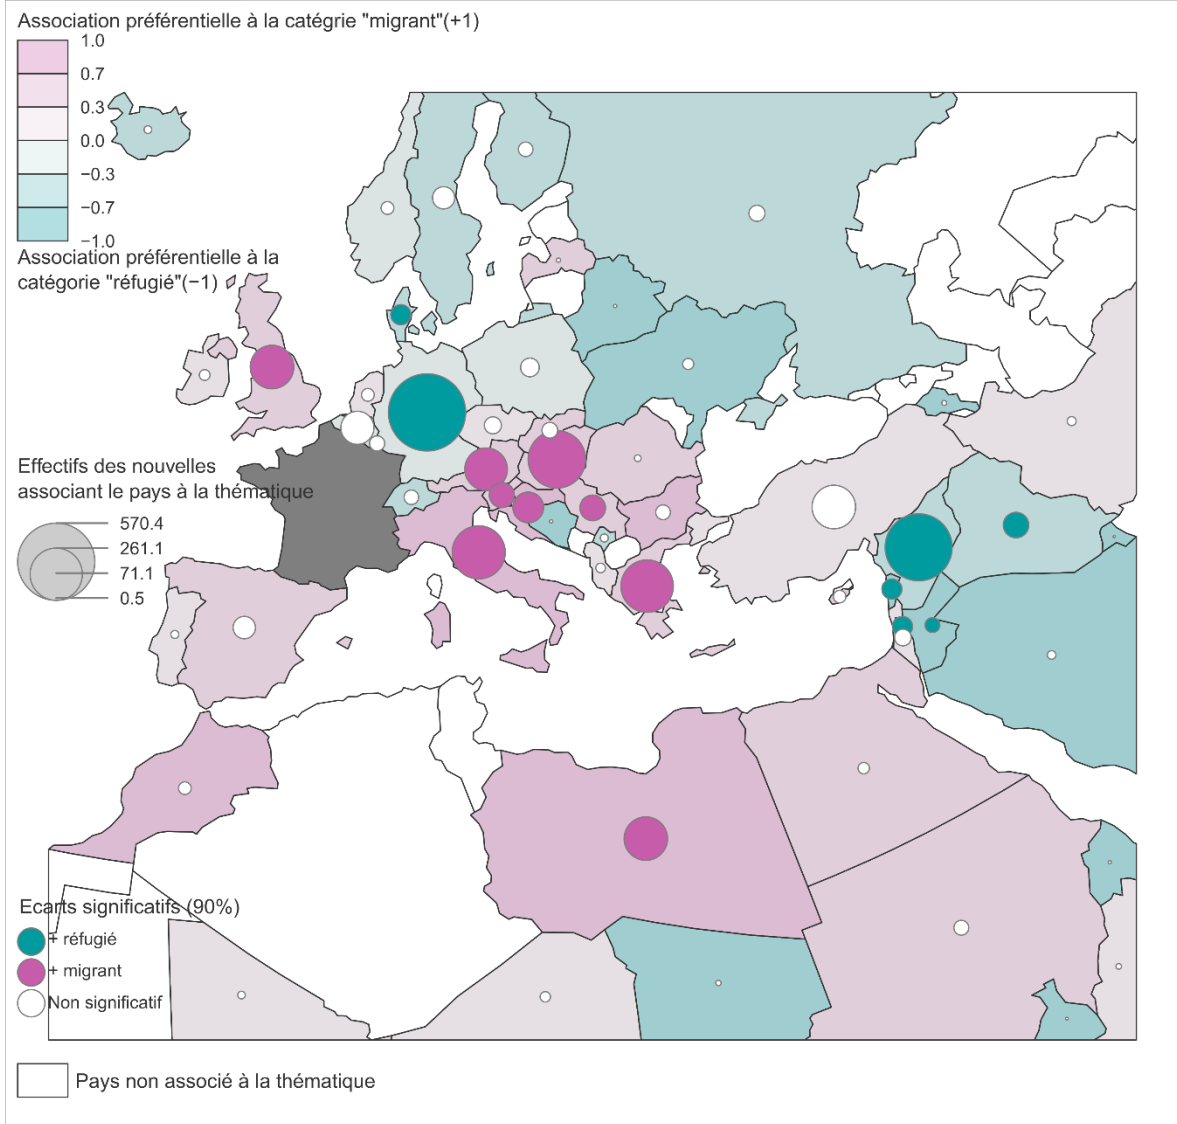 Association préférentielle à la catégrie "migrant"(+1)
1.0
0.7
0.3
0.0
−0.3
−0.7
−1.0
Association préférentielle à la
catégorie "réfugié"(−1)
Effectifs des nouvelles
associant le pays à la thématique
570.4
261.1
71.1
0.5
Ecarts significatifs (90%)
+ réfugié
+ migrant
Non significatif
Pays non associé à la thématique